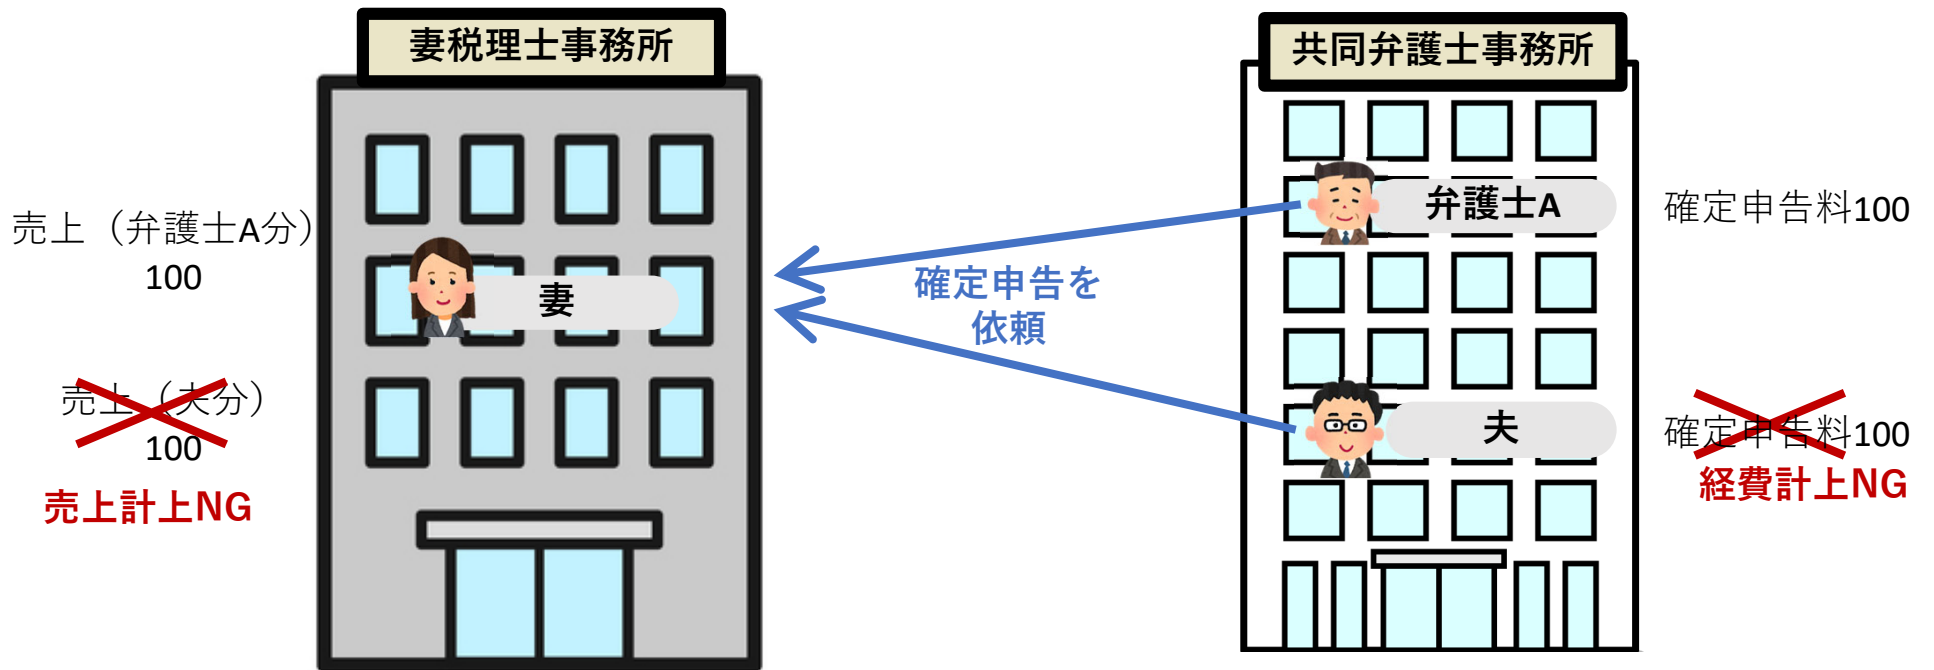 妻税理士事務所
共同弁護士事務所
売上（弁護士A分）
100
妻
売上（夫分）
100
売上計上NG
確定申告を
依頼
弁護士A
確定申告料100
夫
確定申告料100
経費計上NG